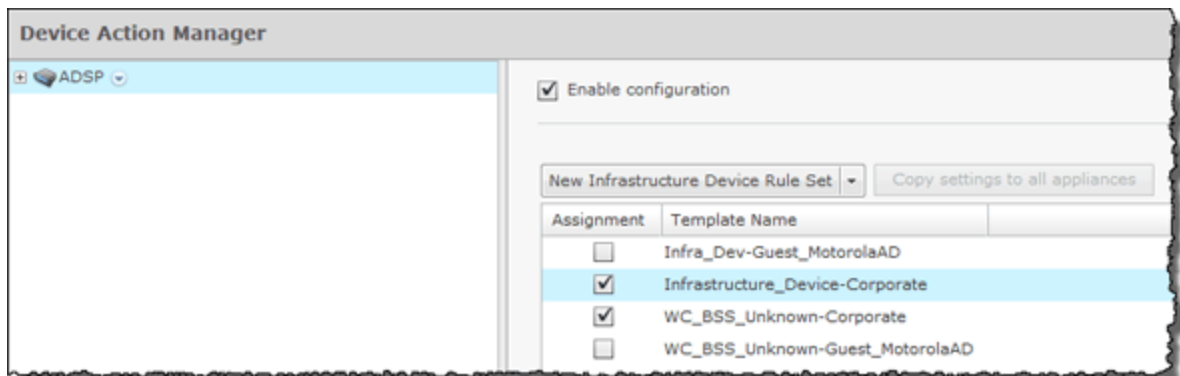 Device Action Manager
ADSP
Enable configuration
New Infrastructure Device Rule Set
Copy settings to all appliances
Assignment Template Name
Infra_Dev-Guest_MotorolaAD
Infrastructure_Device-Corporate
WC_BSS_Unknown-Corporate
WC_BSS_Unknown-Guest_MotorolaAD